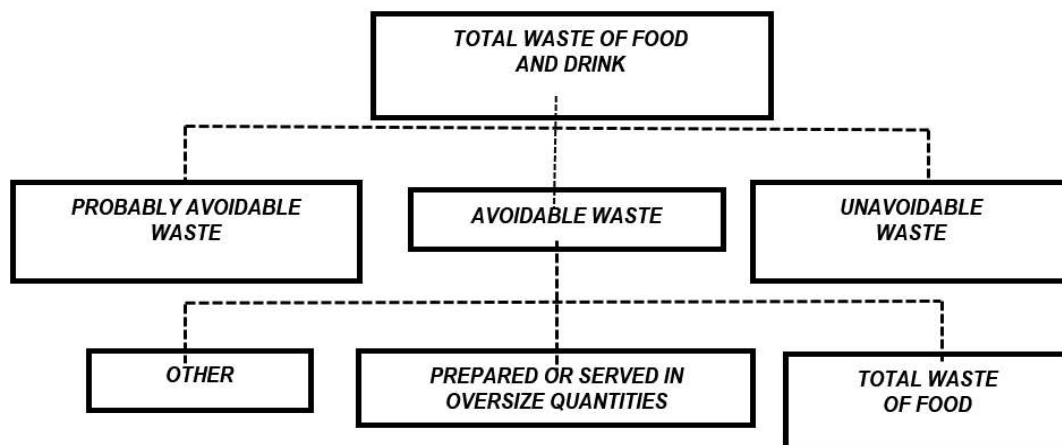 TOTAL WASTE OF FOOD
AND DRINK
PROBABLY AVOIDABLE
WASTE
AVOIDABLE WASTE
UNAVOIDABLE
WASTE
OTHER
PREPARED OR SERVED IN
OVERSIZE QUANTITIES
TOTAL WASTE
OF FOOD